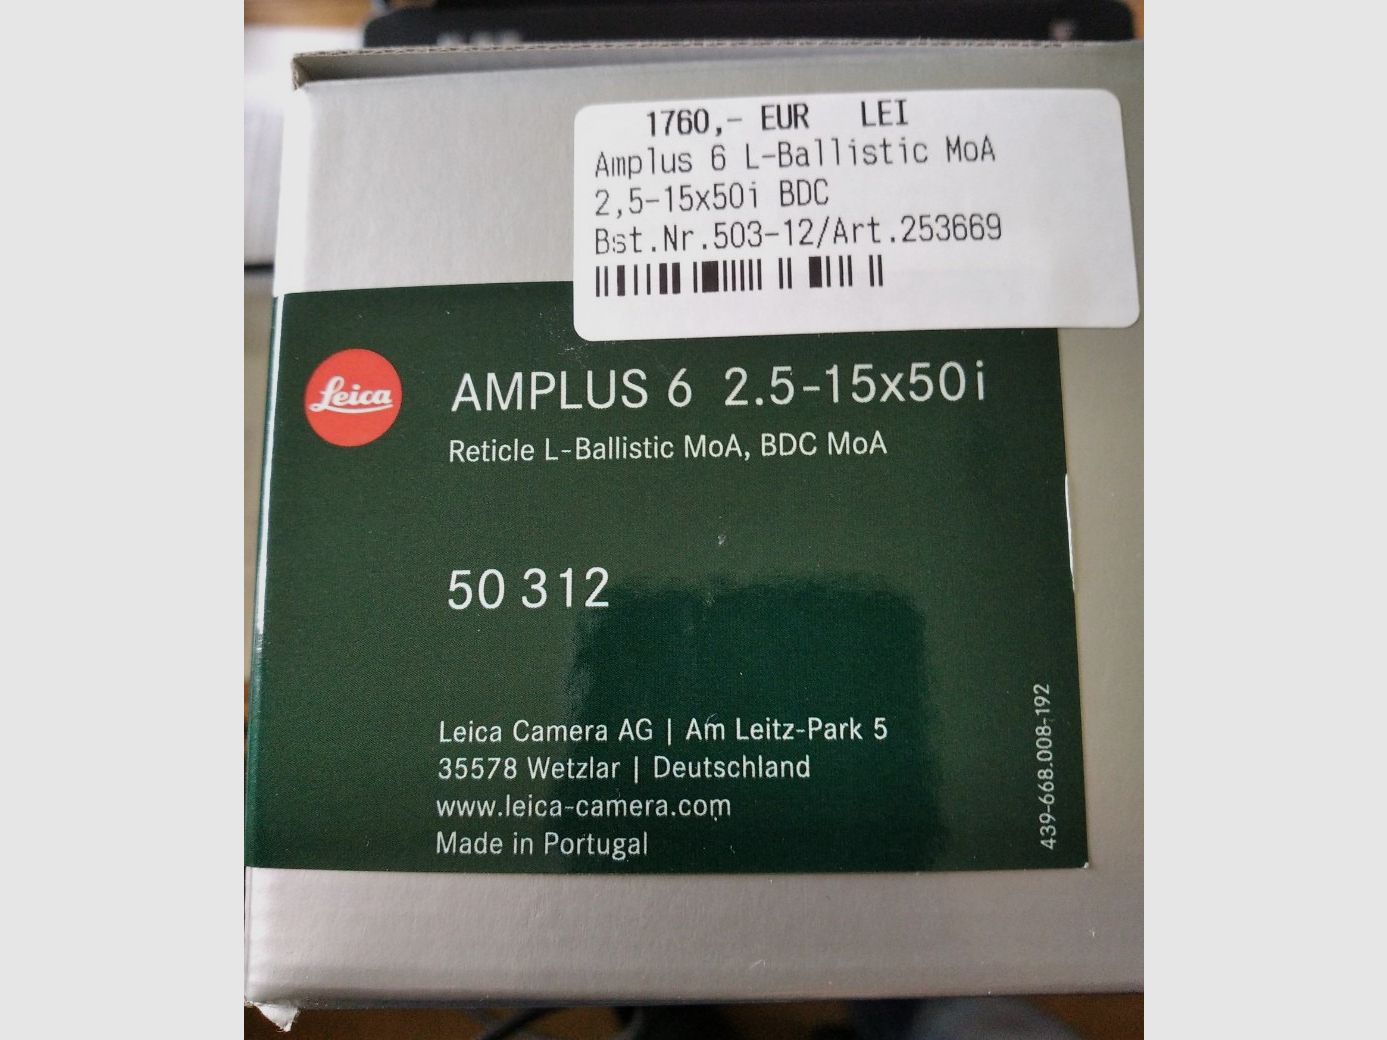 1760,- EUR LEI
Amplus 6 L-Ballistic MoA
2,5-15x50i BDC
Bst.Nr.503-12/Art.253669
Leica
AMPLUS 6 2.5-15x50i
Reticle L-Ballistic MoA, BDC MoA
50 312
Leica Camera AG | Am Leitz-Park 5
35578 Wetzlar | Deutschland
www.leica-camera.com
Made in Portugal
439-668.008-192